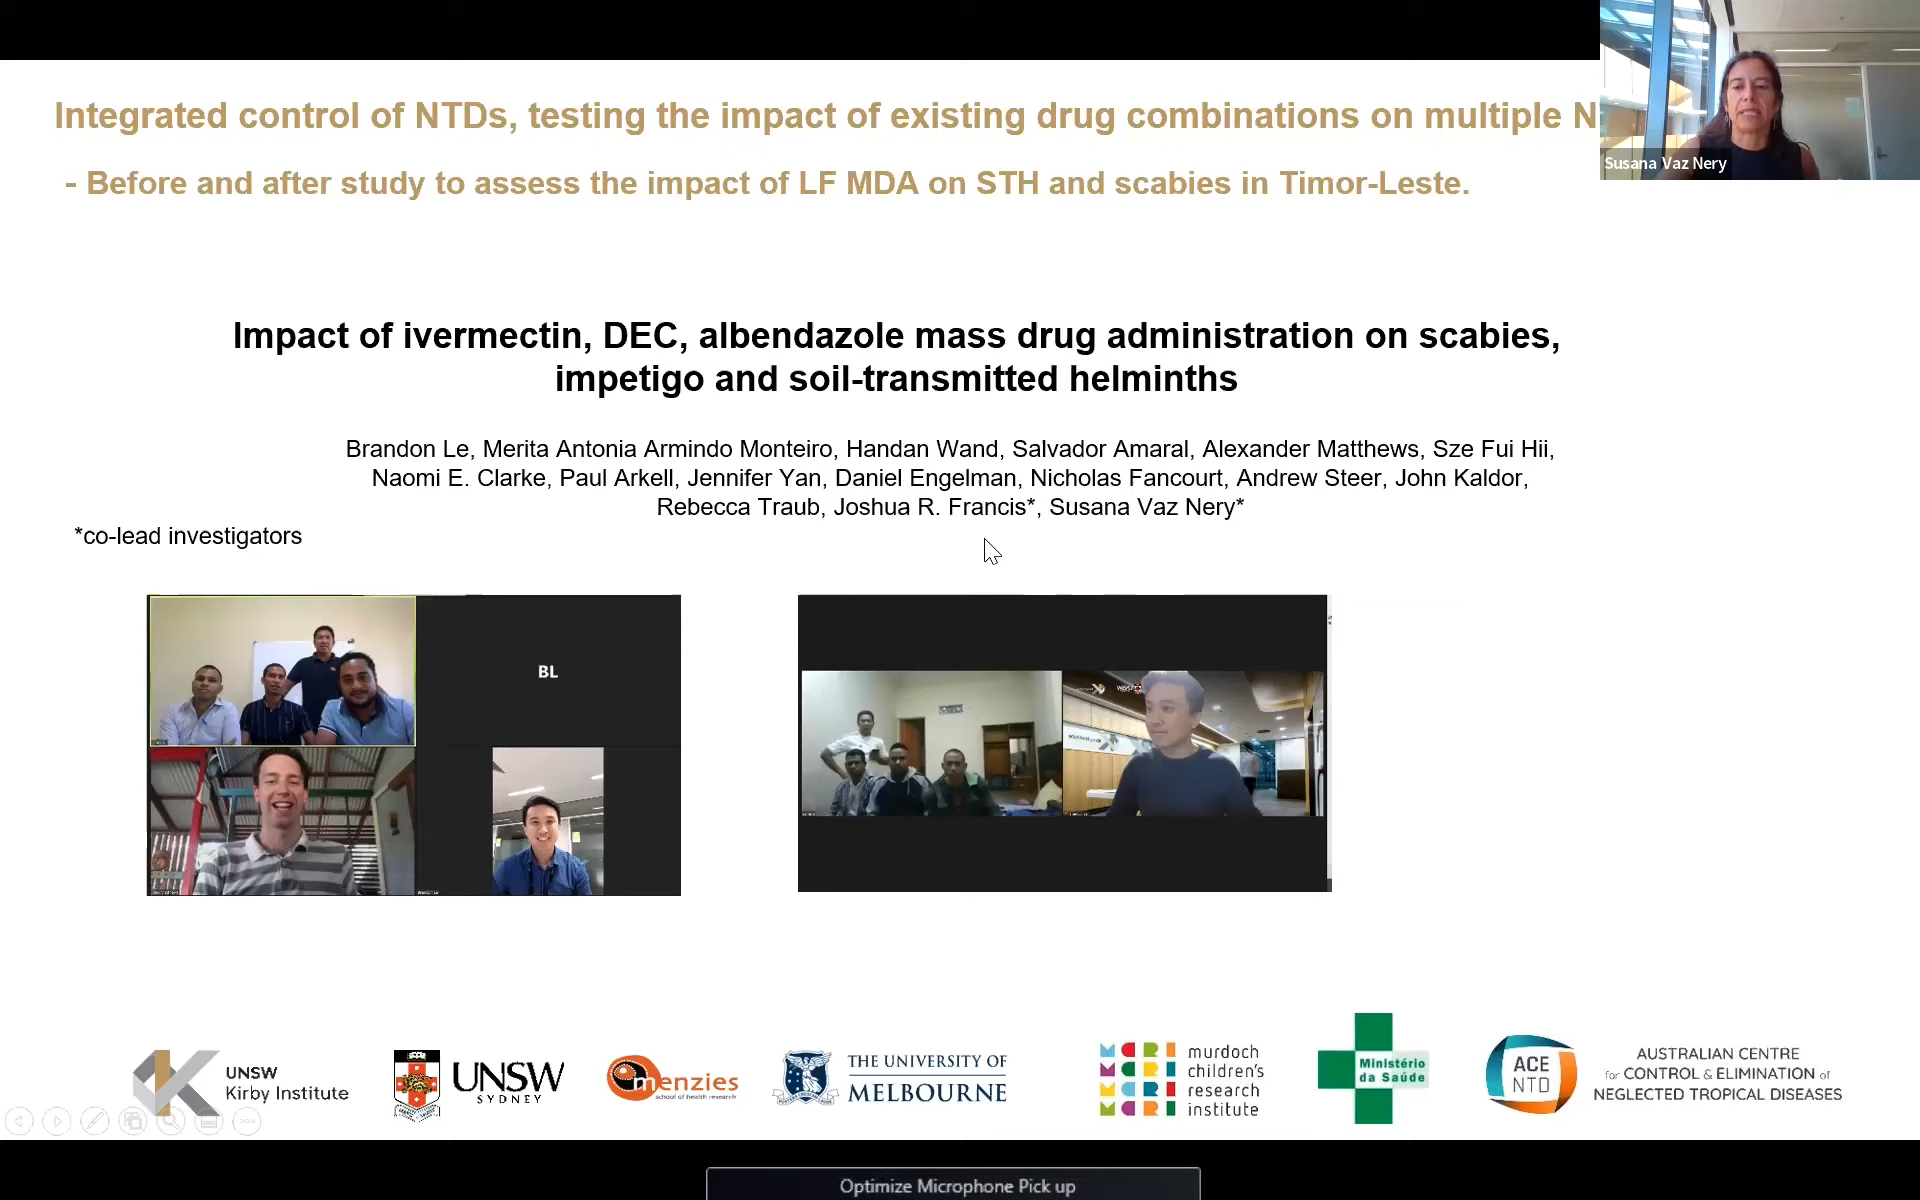 Integrated control of NTDs, testing the impact of existing drug combinations on multiple N
Susana Vaz Nery
- Before and after study to assess the impact of LF MDA on STH and scabies in Timor-Leste.
Impact of ivermectin, DEC, albendazole mass drug administration on scabies,
impetigo and soil-transmitted helminths
Brandon Le, Merita Antonia Armindo Monteiro, Handan Wand, Salvador Amaral, Alexander Matthews, Sze Fui Hii,
Naomi E. Clarke, Paul Arkell, Jennifer Yan, Daniel Engelman, Nicholas Fancourt, Andrew Steer, John Kaldor,
Rebecca Traub, Joshua R. Francis*, Susana Vaz Nery*
*co-lead investigators
BL
UNSW
Kirby Institute
UNSW
SYDNEY
menzies
school of health research
THE UNIVERSITY OF
MELBOURNE
MCRI
murdoch
children's
research
institute
Ministério
da Saúde
ACE
NTD
AUSTRALIAN CENTRE
for CONTROL & ELIMINATION of
NEGLECTED TROPICAL DISEASES
Optimize Microphone Pick up